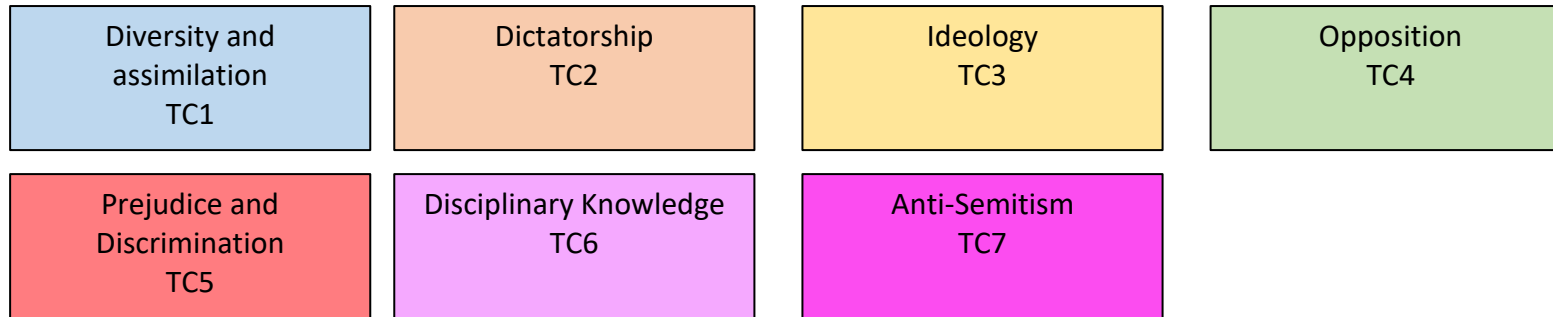 Diversity and
assimilation
TC1
Dictatorship
TC2
Ideology
TC3
Opposition
TC4
Prejudice and
Discrimination
TC5
Disciplinary Knowledge
TC6
Anti-Semitism
TC7